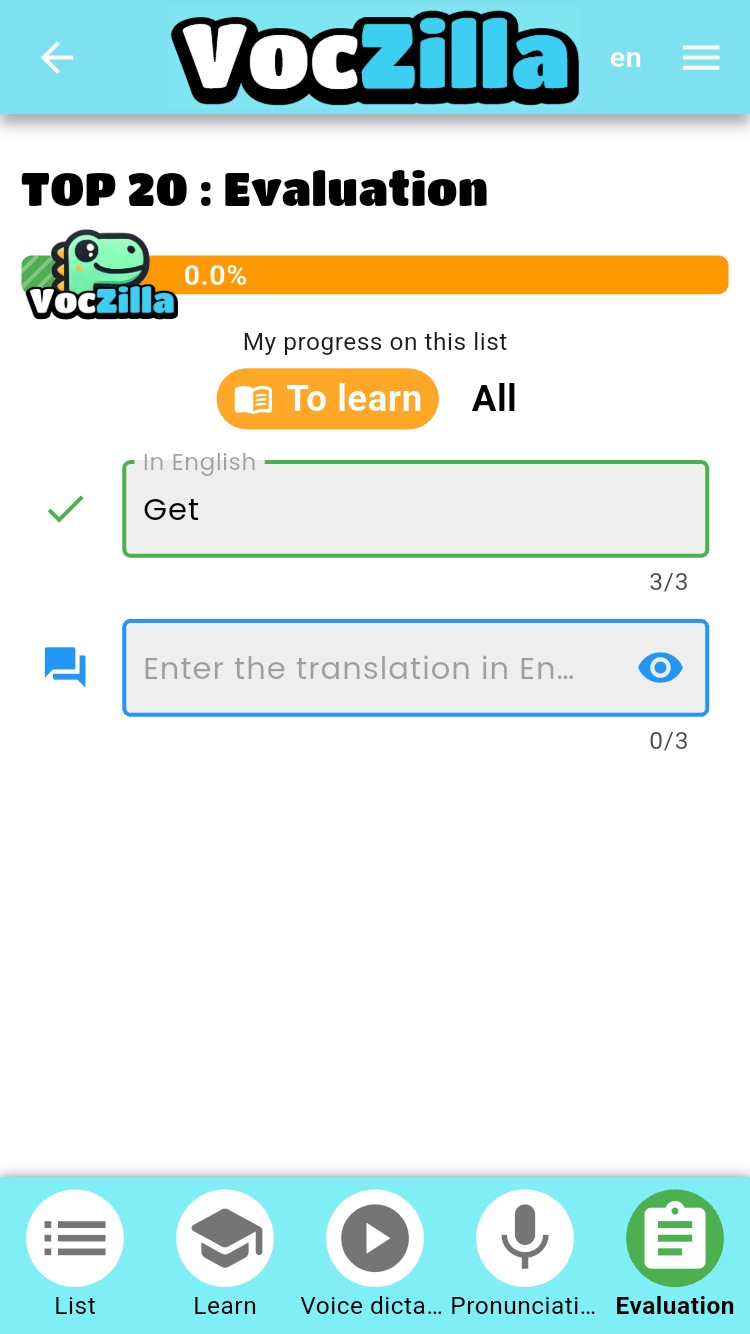 VocZilla
en
TOP 20 : Evaluation
VocZilla
0.0%
My progress on this list
To learn
All
In English
Get
3/3
Enter the translation in En...
0/3
List
Learn
Voice dicta...
Pronunciati...
Evaluation